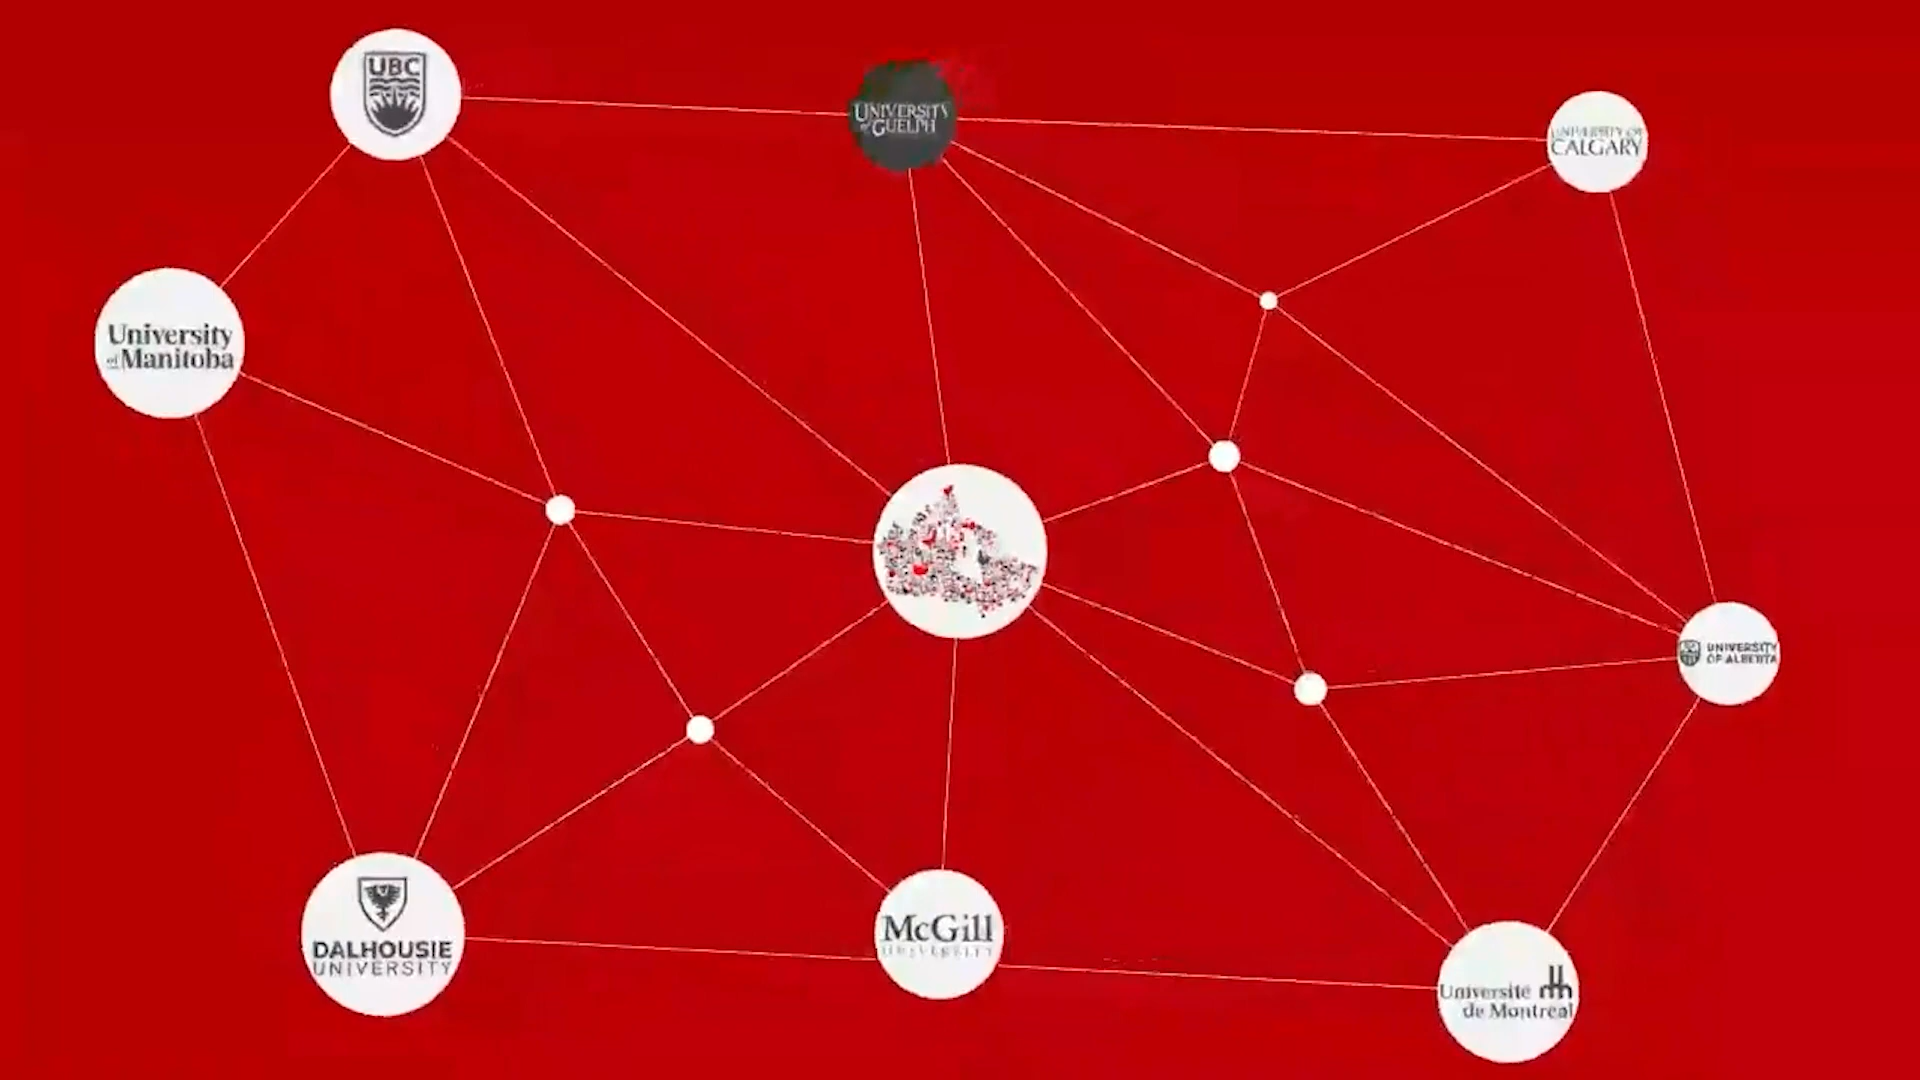 UBC
UNIVERSITY
of GUELPH
UNIVERSITY OF
CALGARY
University
of Manitoba
UNIVERSITY
OF ALBERTA
DALHOUSIE
UNIVERSITY
McGill
UNIVERSITY
Université
de Montréal